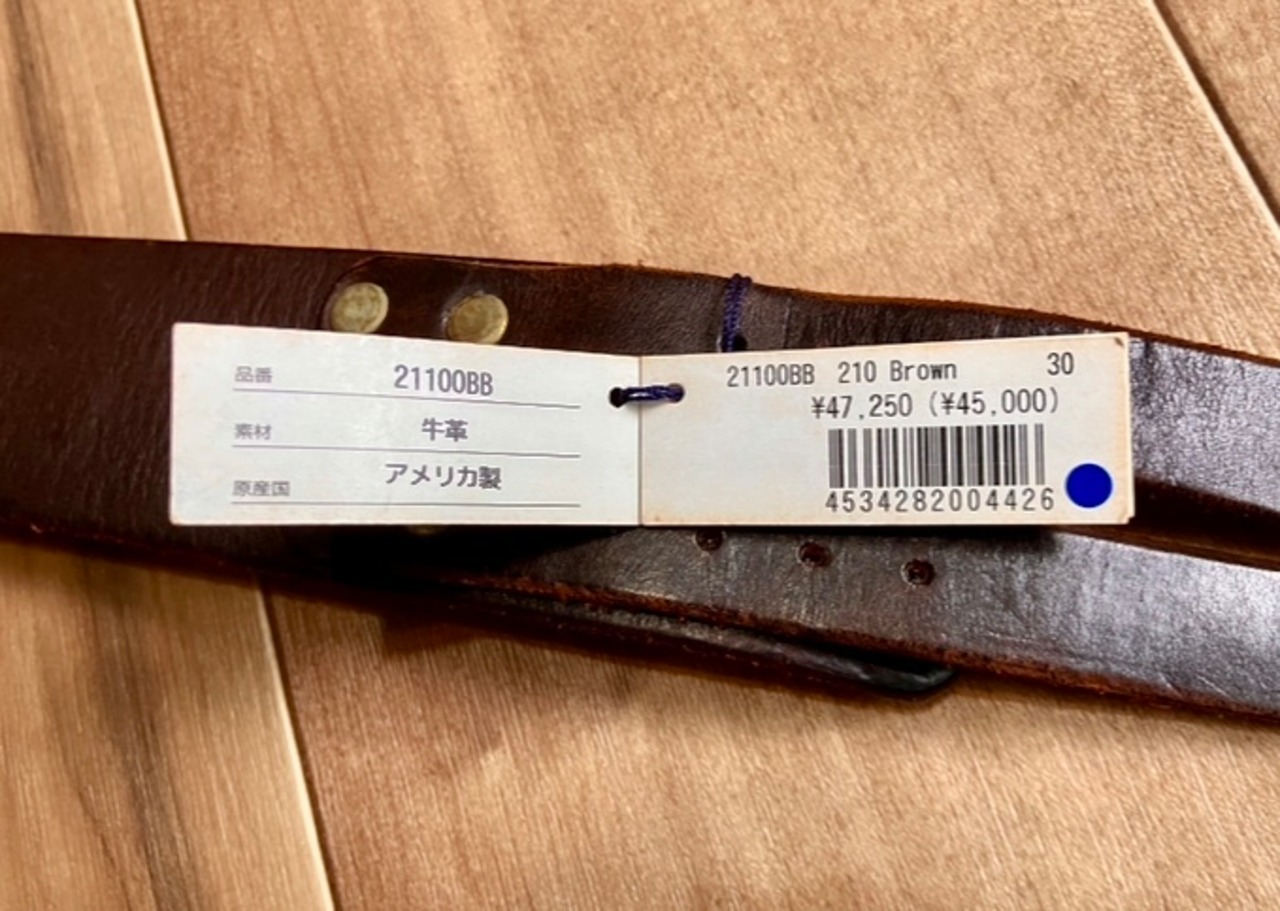 品番 21100BB
素材 牛革
原産国 アメリカ製
21100BB 210 Brown 30
¥47,250 (¥45,000)
4534282004426